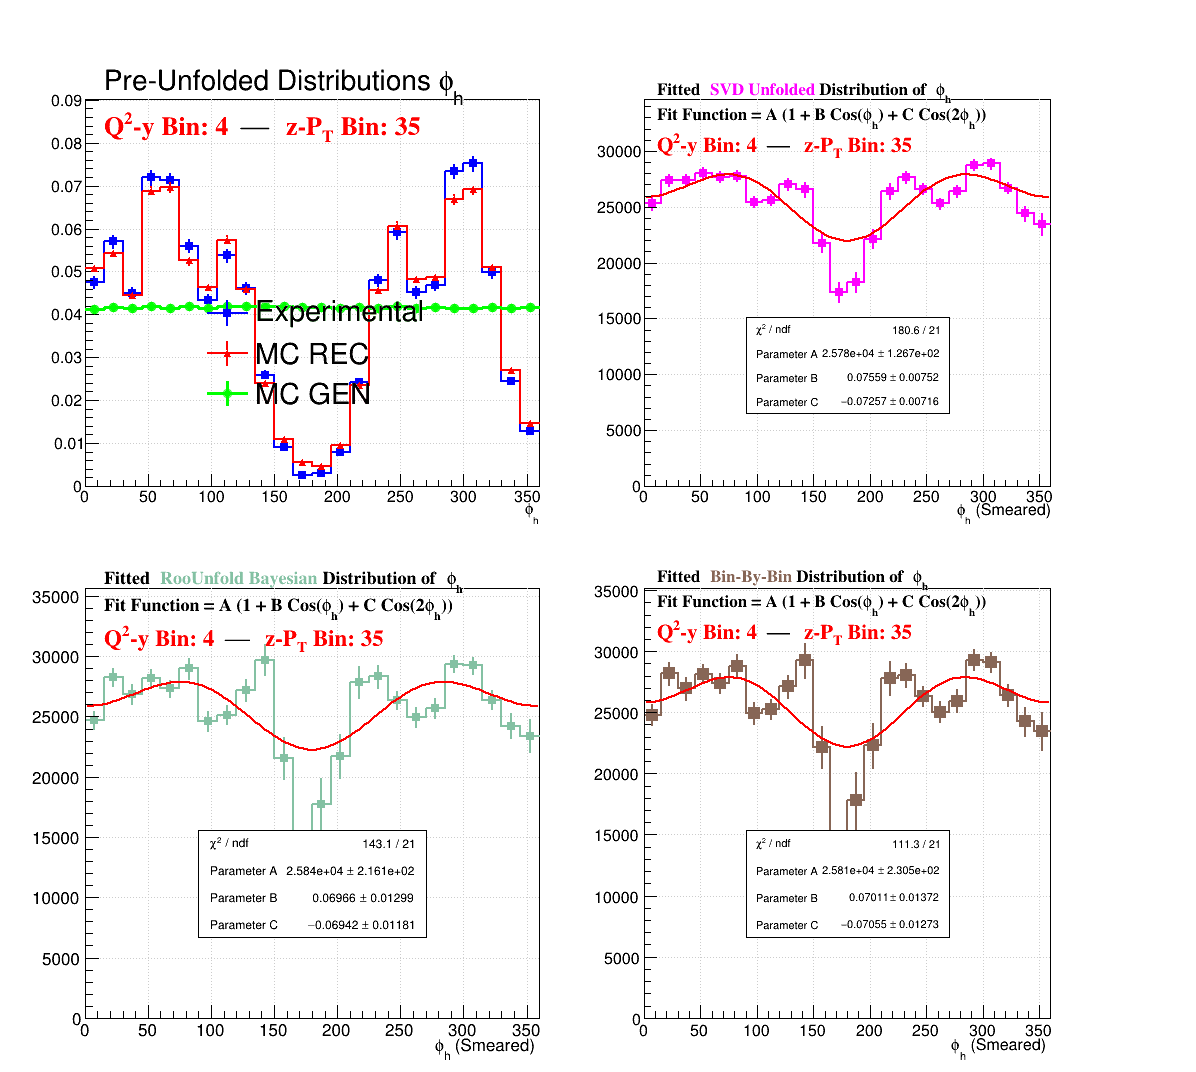 Pre-Unfolded Distributions ϕh
Q²-y Bin: 4 — z-PT Bin: 35
0.09
0.08
0.07
0.06
0.05
0.04
0.03
0.02
0.01
0
Experimental
MC REC
MC GEN
0 50 100 150 200 250 300 350
ϕh
Fitted SVD Unfolded Distribution of ϕh
Fit Function = A (1 + B Cos(ϕh) + C Cos(2ϕh))
Q²-y Bin: 4 — z-PT Bin: 35
30000
25000
20000
15000
10000
5000
0
χ² / ndf 180.6 / 21
Parameter A 2.578e+04 ± 1.267e+02
Parameter B 0.07559 ± 0.00752
Parameter C −0.07257 ± 0.00716
0 50 100 150 200 250 300 350
ϕh (Smeared)
Fitted RooUnfold Bayesian Distribution of ϕh
Fit Function = A (1 + B Cos(ϕh) + C Cos(2ϕh))
Q²-y Bin: 4 — z-PT Bin: 35
35000
30000
25000
20000
15000
10000
5000
0
χ² / ndf 143.1 / 21
Parameter A 2.584e+04 ± 2.161e+02
Parameter B 0.06966 ± 0.01299
Parameter C −0.06942 ± 0.01181
0 50 100 150 200 250 300 350
ϕh (Smeared)
Fitted Bin-By-Bin Distribution of ϕh
Fit Function = A (1 + B Cos(ϕh) + C Cos(2ϕh))
Q²-y Bin: 4 — z-PT Bin: 35
35000
30000
25000
20000
15000
10000
5000
0
χ² / ndf 111.3 / 21
Parameter A 2.581e+04 ± 2.305e+02
Parameter B 0.07011 ± 0.01372
Parameter C −0.07055 ± 0.01273
0 50 100 150 200 250 300 350
ϕh (Smeared)